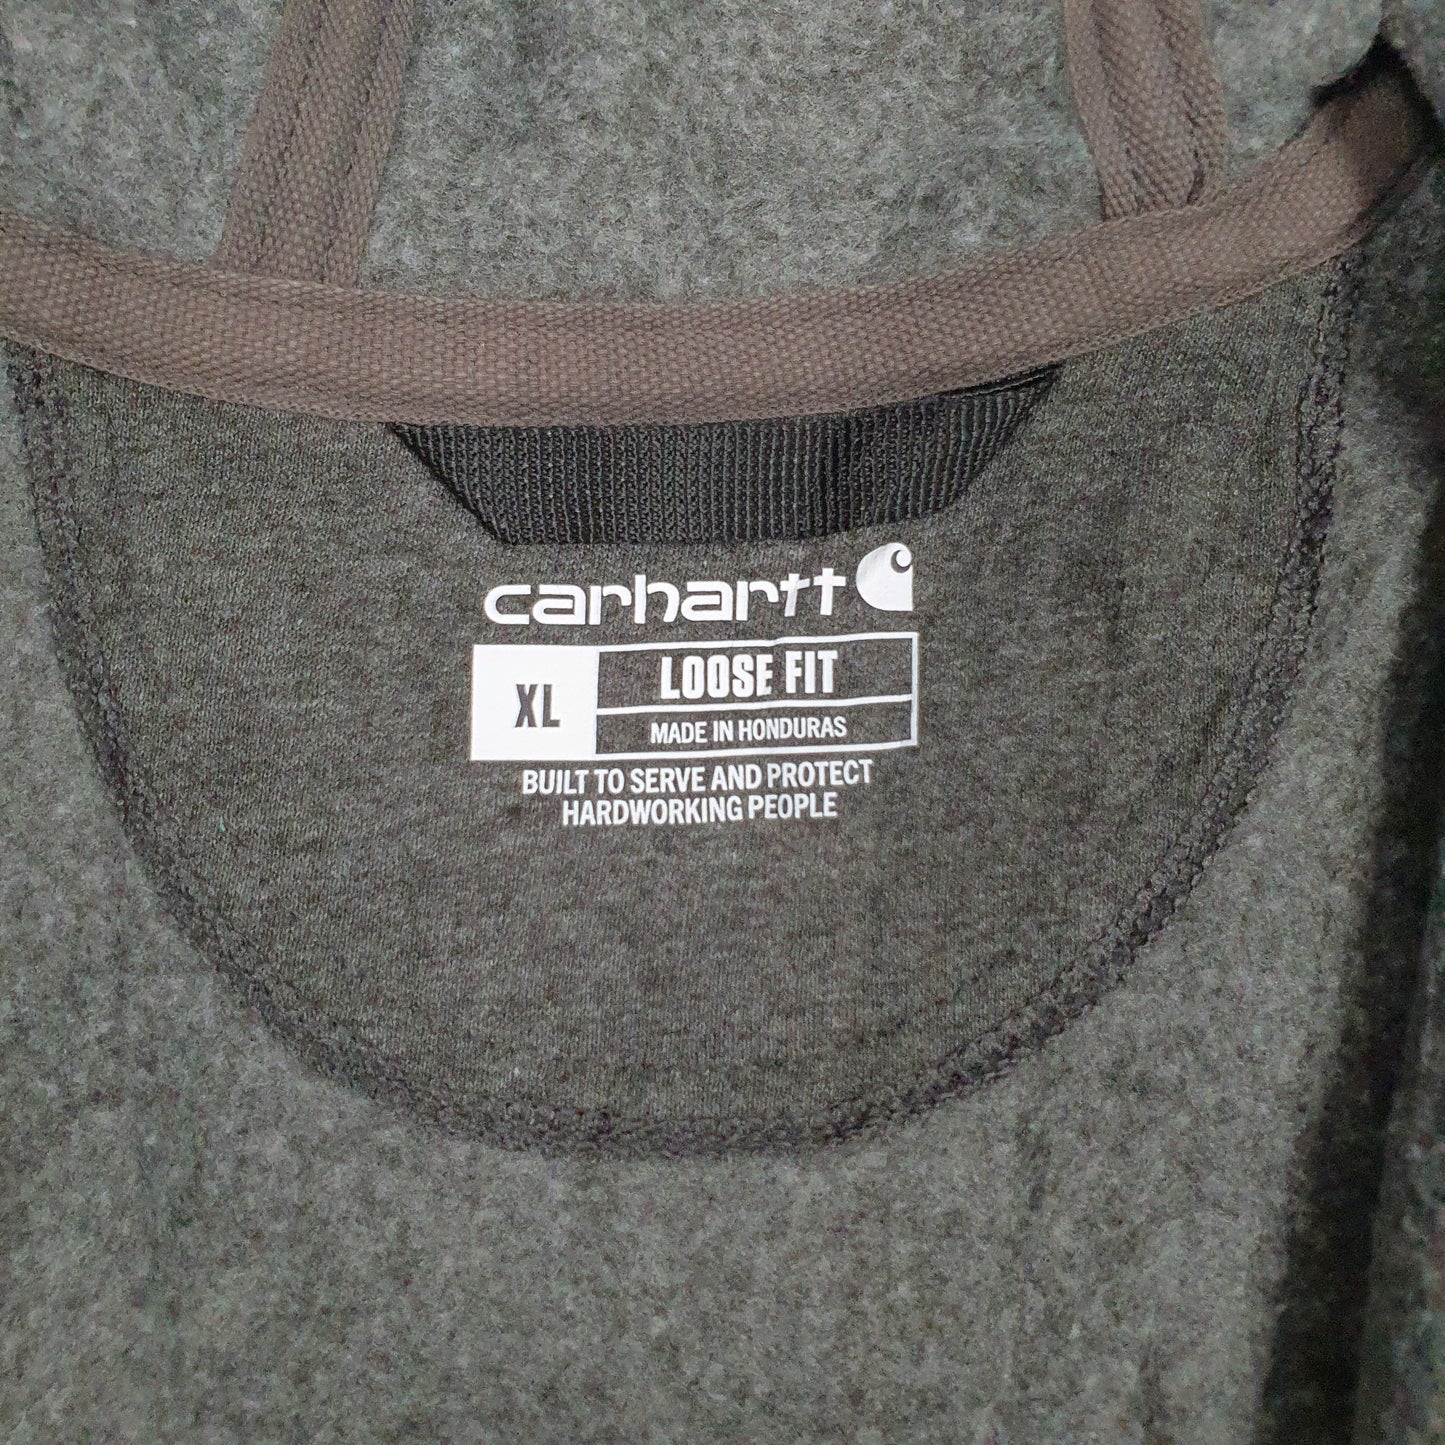 carhartt
XL
LOOSE FIT
MADE IN HONDURAS
BUILT TO SERVE AND PROTECT
HARDWORKING PEOPLE